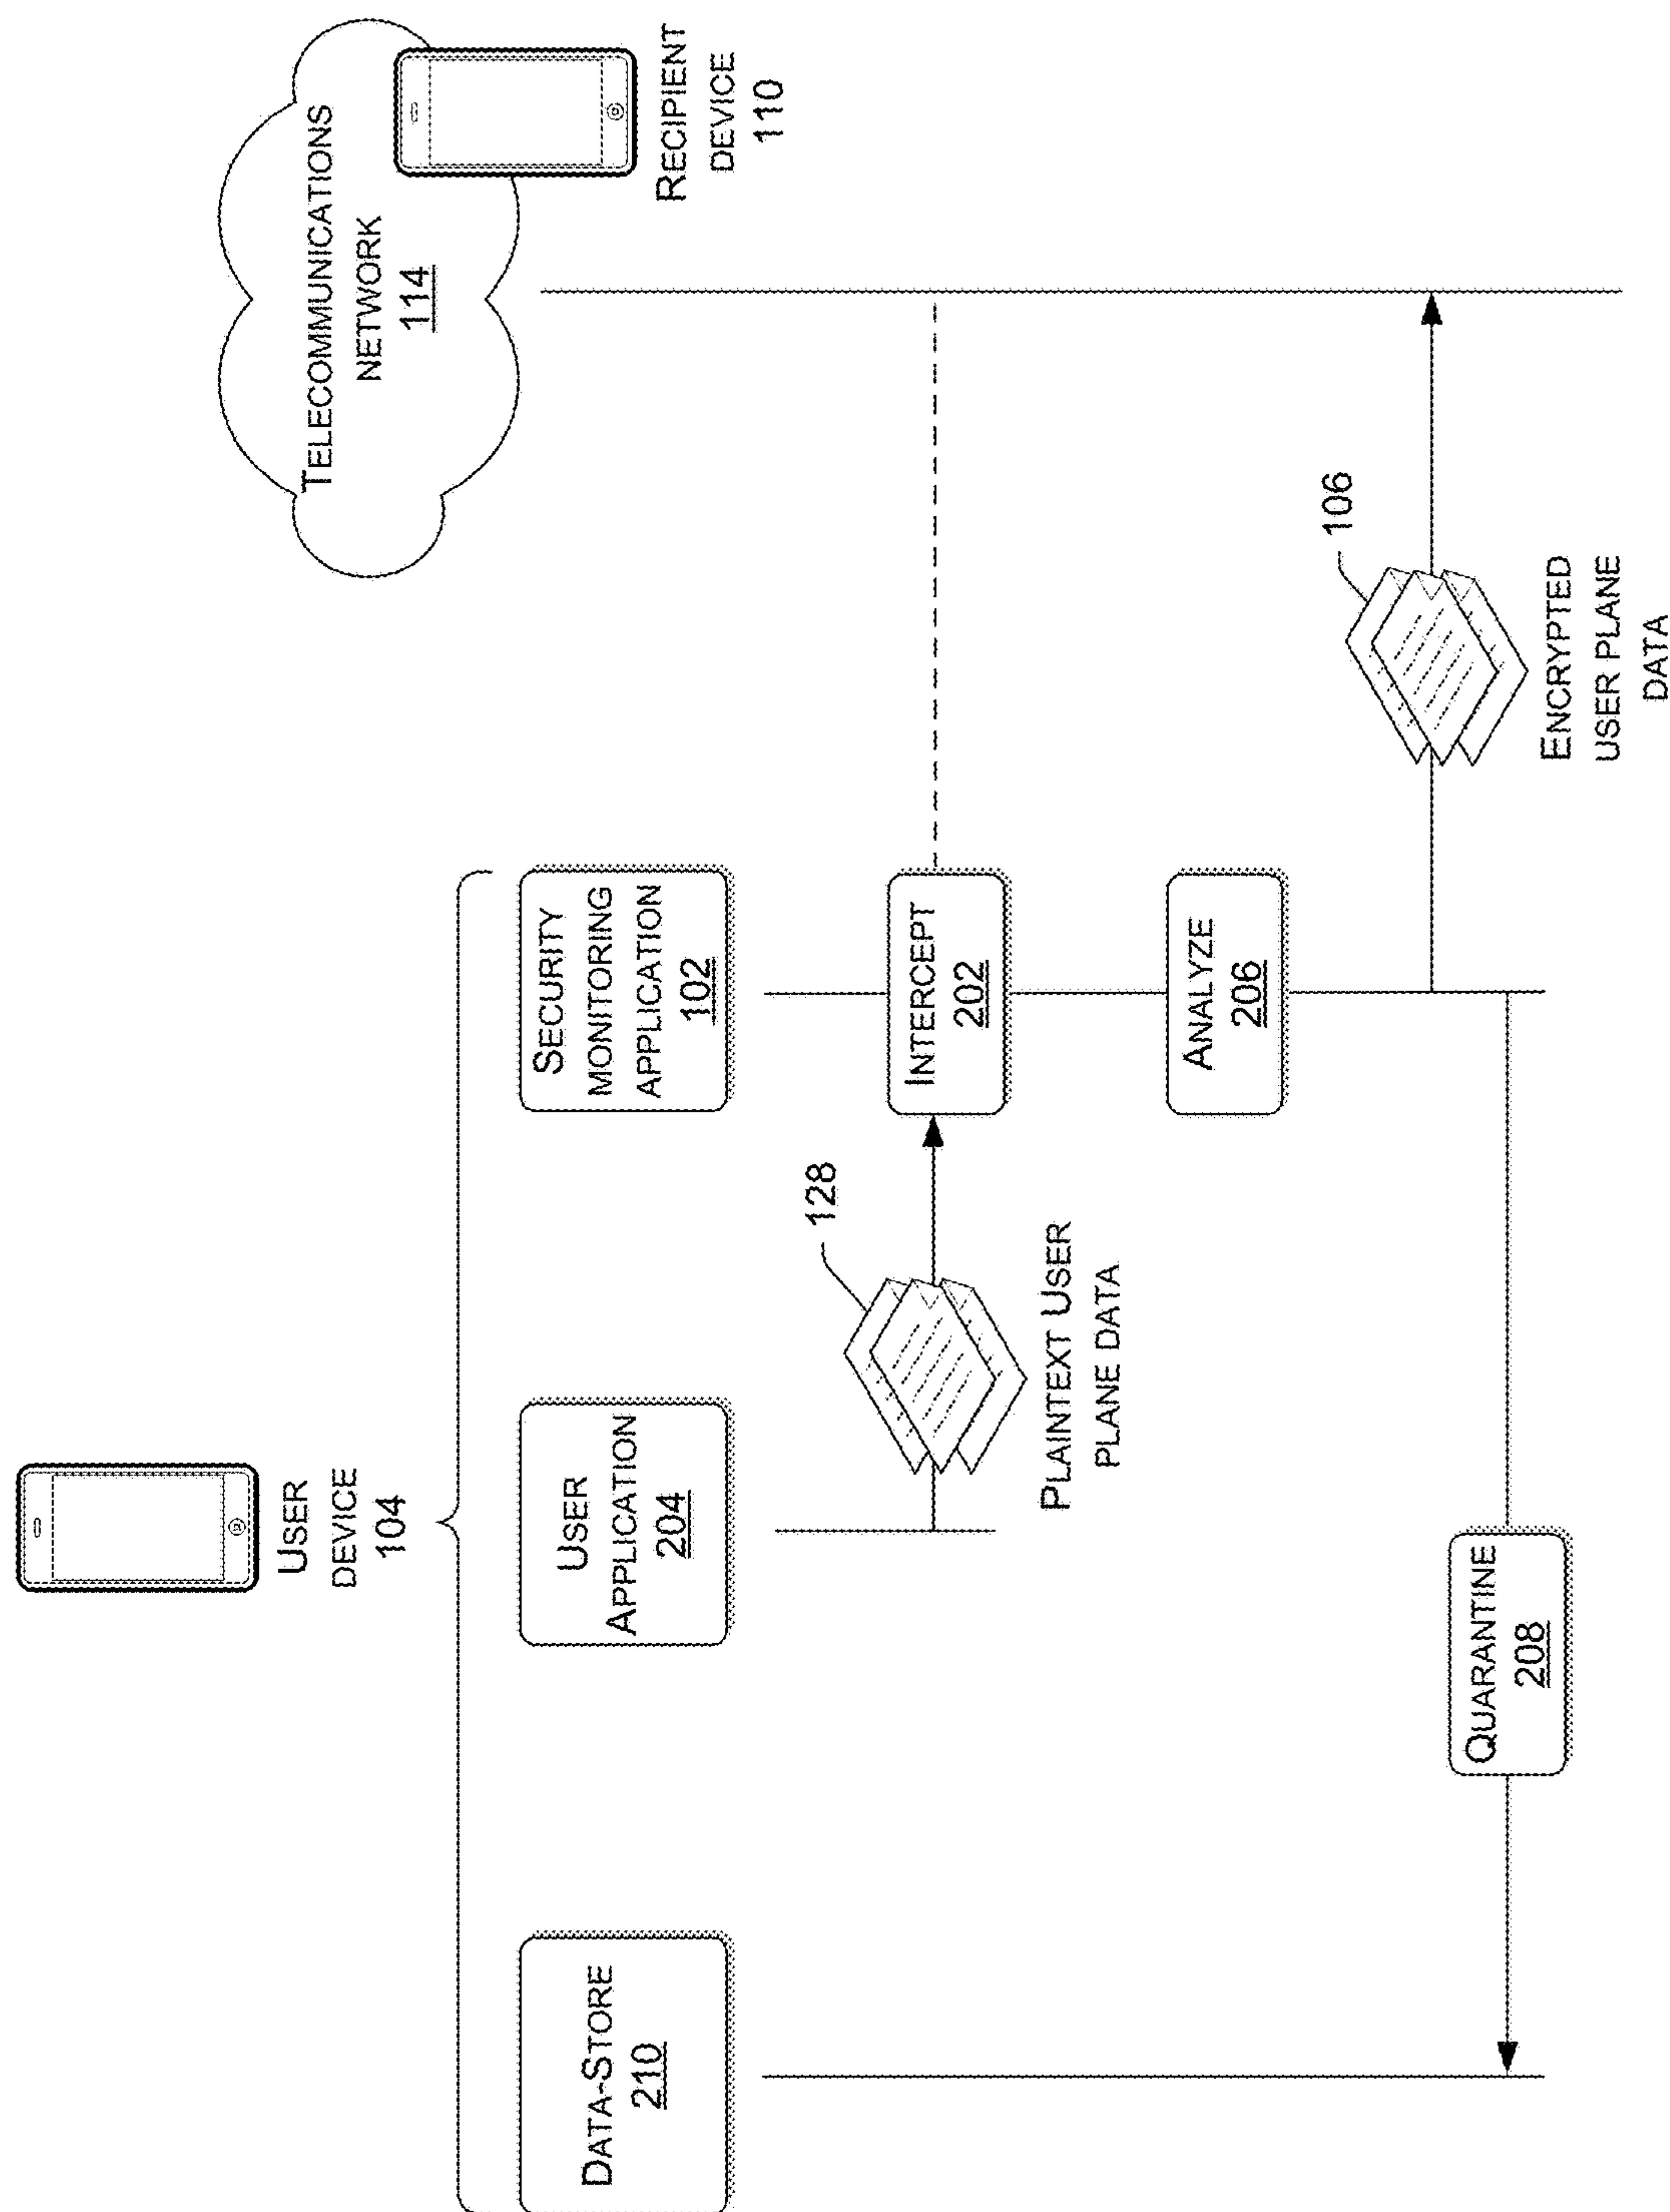 USER
DEVICE
104
TELECOMMUNICATIONS
NETWORK
114
RECIPIENT
DEVICE
110
DATA-STORE
210
USER
APPLICATION
204
SECURITY
MONITORING
APPLICATION
102
128
PLAINTEXT USER
PLANE DATA
INTERCEPT
202
ANALYZE
206
106
ENCRYPTED
USER PLANE
DATA
QUARANTINE
208